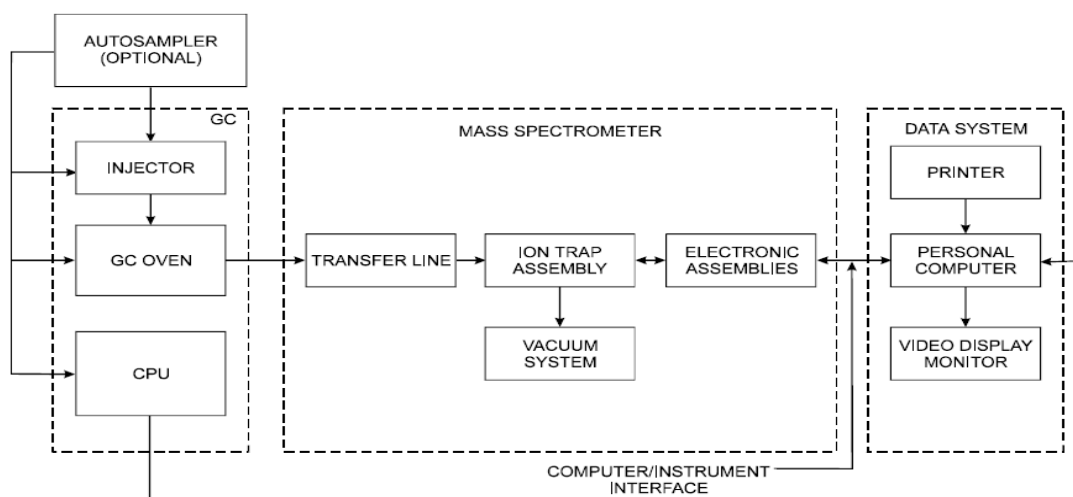 AUTOSAMPLER
(OPTIONAL)
GC
INJECTOR
GC OVEN
CPU
MASS SPECTROMETER
TRANSFER LINE
ION TRAP
ASSEMBLY
ELECTRONIC
ASSEMBLIES
VACUUM
SYSTEM
COMPUTER/INSTRUMENT
INTERFACE
DATA SYSTEM
PRINTER
PERSONAL
COMPUTER
VIDEO DISPLAY
MONITOR